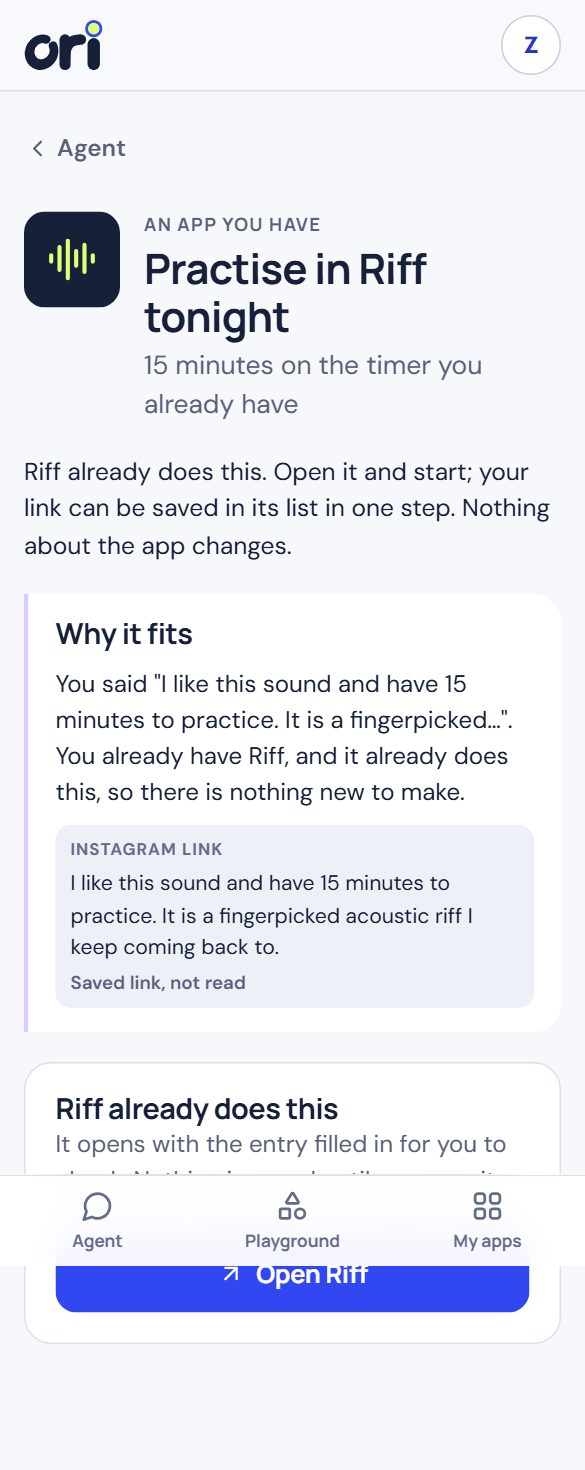 ori
Z
Agent
AN APP YOU HAVE
Practise in Riff
tonight
15 minutes on the timer you
already have
Riff already does this. Open it and start; your
link can be saved in its list in one step. Nothing
about the app changes.
Why it fits
You said "I like this sound and have 15
minutes to practice. It is a fingerpicked...".
You already have Riff, and it already does
this, so there is nothing new to make.
INSTAGRAM LINK
I like this sound and have 15 minutes to
practice. It is a fingerpicked acoustic riff I
keep coming back to.
Saved link, not read
Riff already does this
It opens with the entry filled in for you to
Agent
Playground
My apps
Open Riff